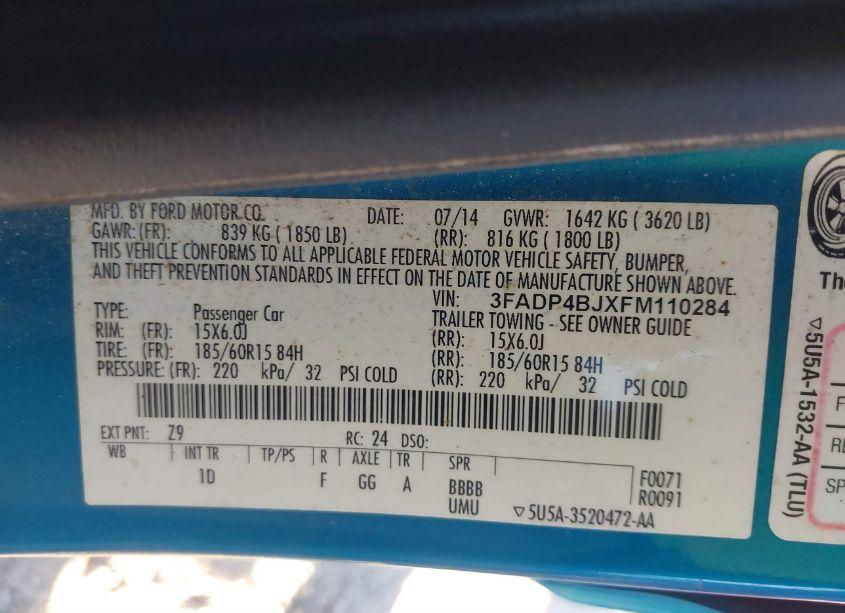 MFD. BY FORD MOTOR CO. DATE: 07/14 GVWR: 1642 KG ( 3620 LB)
GAWR: (FR): 839 KG ( 1850 LB) (RR): 816 KG ( 1800 LB)
THIS VEHICLE CONFORMS TO ALL APPLICABLE FEDERAL MOTOR VEHICLE SAFETY, BUMPER,
AND THEFT PREVENTION STANDARDS IN EFFECT ON THE DATE OF MANUFACTURE SHOWN ABOVE.
VIN: 3FADP4BJXFM110284
TYPE: Passenger Car TRAILER TOWING - SEE OWNER GUIDE
RIM: (FR): 15X6.0J (RR): 15X6.0J
TIRE: (FR): 185/60R15 84H (RR): 185/60R15 84H
PRESSURE: (FR): 220 kPa/ 32 PSI COLD (RR): 220 kPa/ 32 PSI COLD
EXT PNT: Z9 RC: 24 DSO:
WB INT TR TP/PS R AXLE TR SPR F0071
1D F GG A BBBB R0091
UMU ▽5U5A-3520472-AA
▽5U5A-1532-AA (TLU)